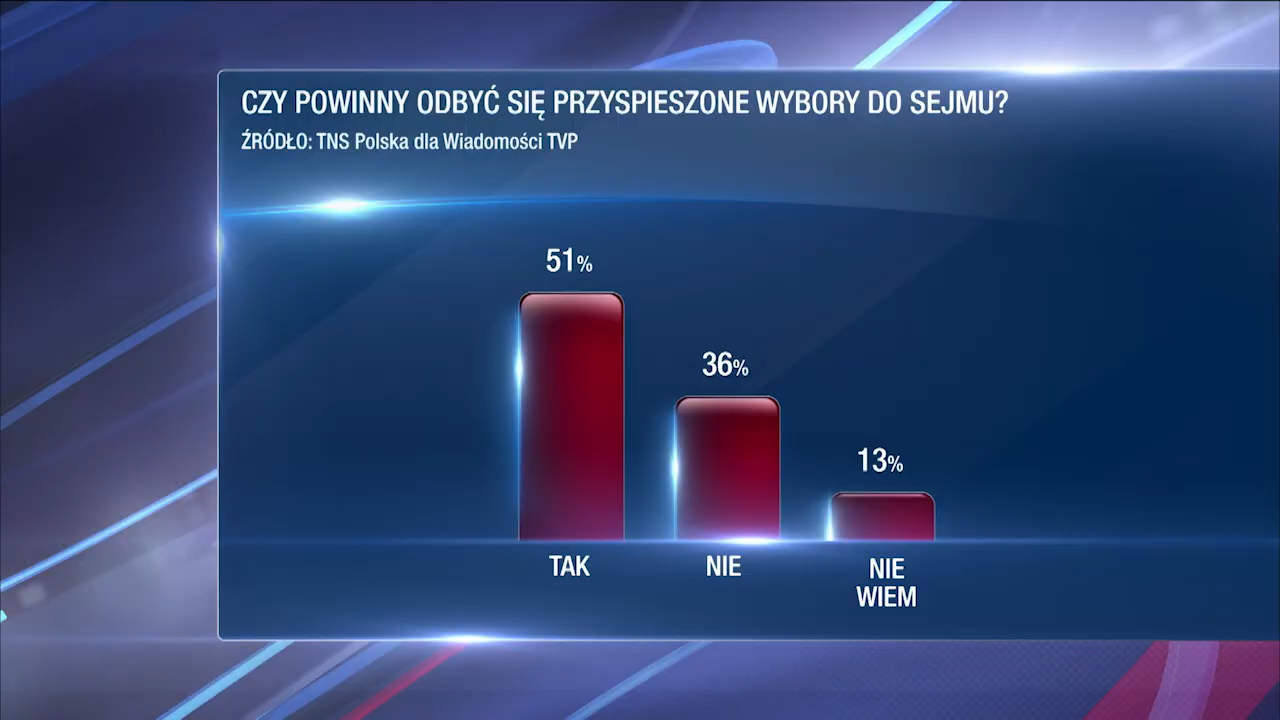 CZY POWINNY ODBYĆ SIĘ PRZYSPIESZONE WYBORY DO SEJMU?
ŹRÓDŁO: TNS Polska dla Wiadomości TVP
51%
36%
13%
TAK
NIE
NIE
WIEM